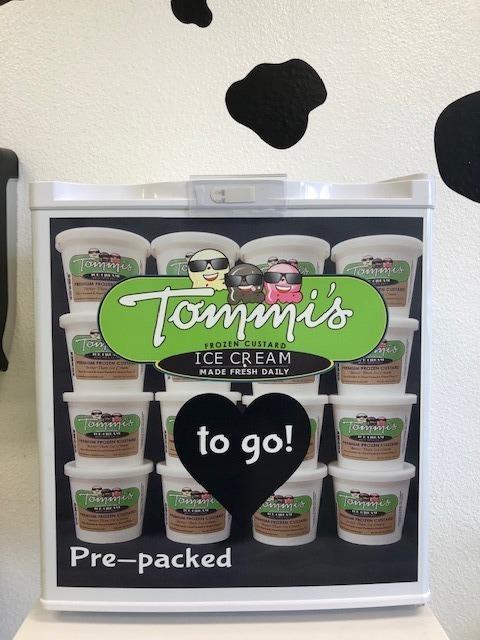 Tommi's
FROZEN CUSTARD
ICE CREAM
MADE FRESH DAILY
to go!
Pre-packed